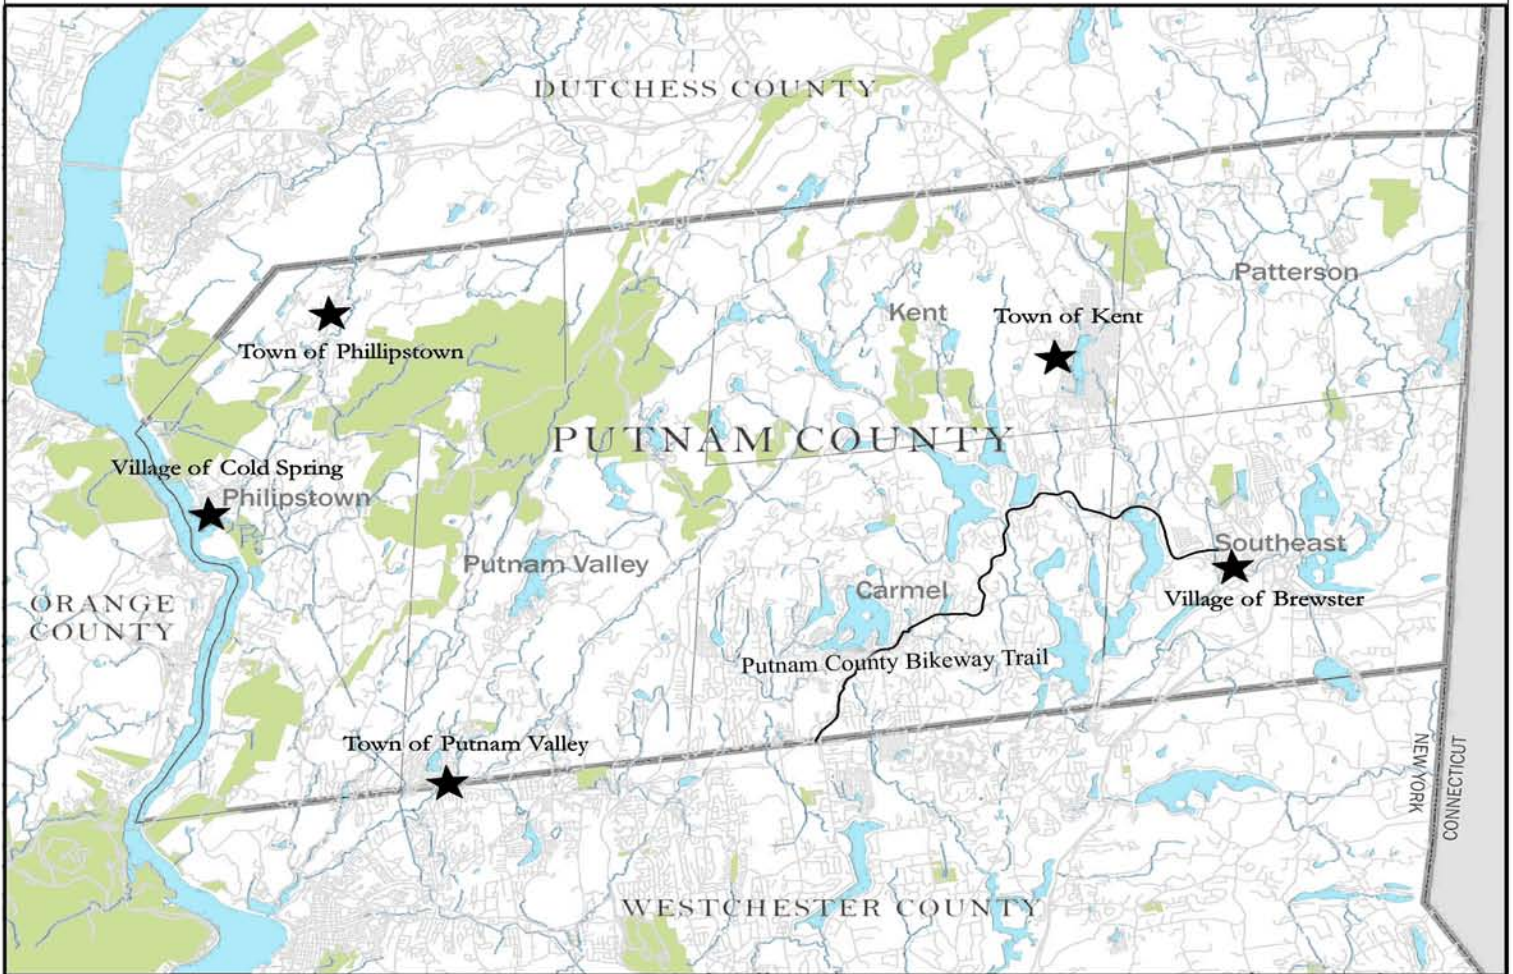 DUTCHESS COUNTY
Patterson
Kent
Town of Kent
Town of Phillipstown
PUTNAM COUNTY
Village of Cold Spring
Philipstown
Southeast
Putnam Valley
Carmel
Village of Brewster
ORANGE
COUNTY
Putnam County Bikeway Trail
Town of Putnam Valley
NEW YORK
CONNECTICUT
WESTCHESTER COUNTY